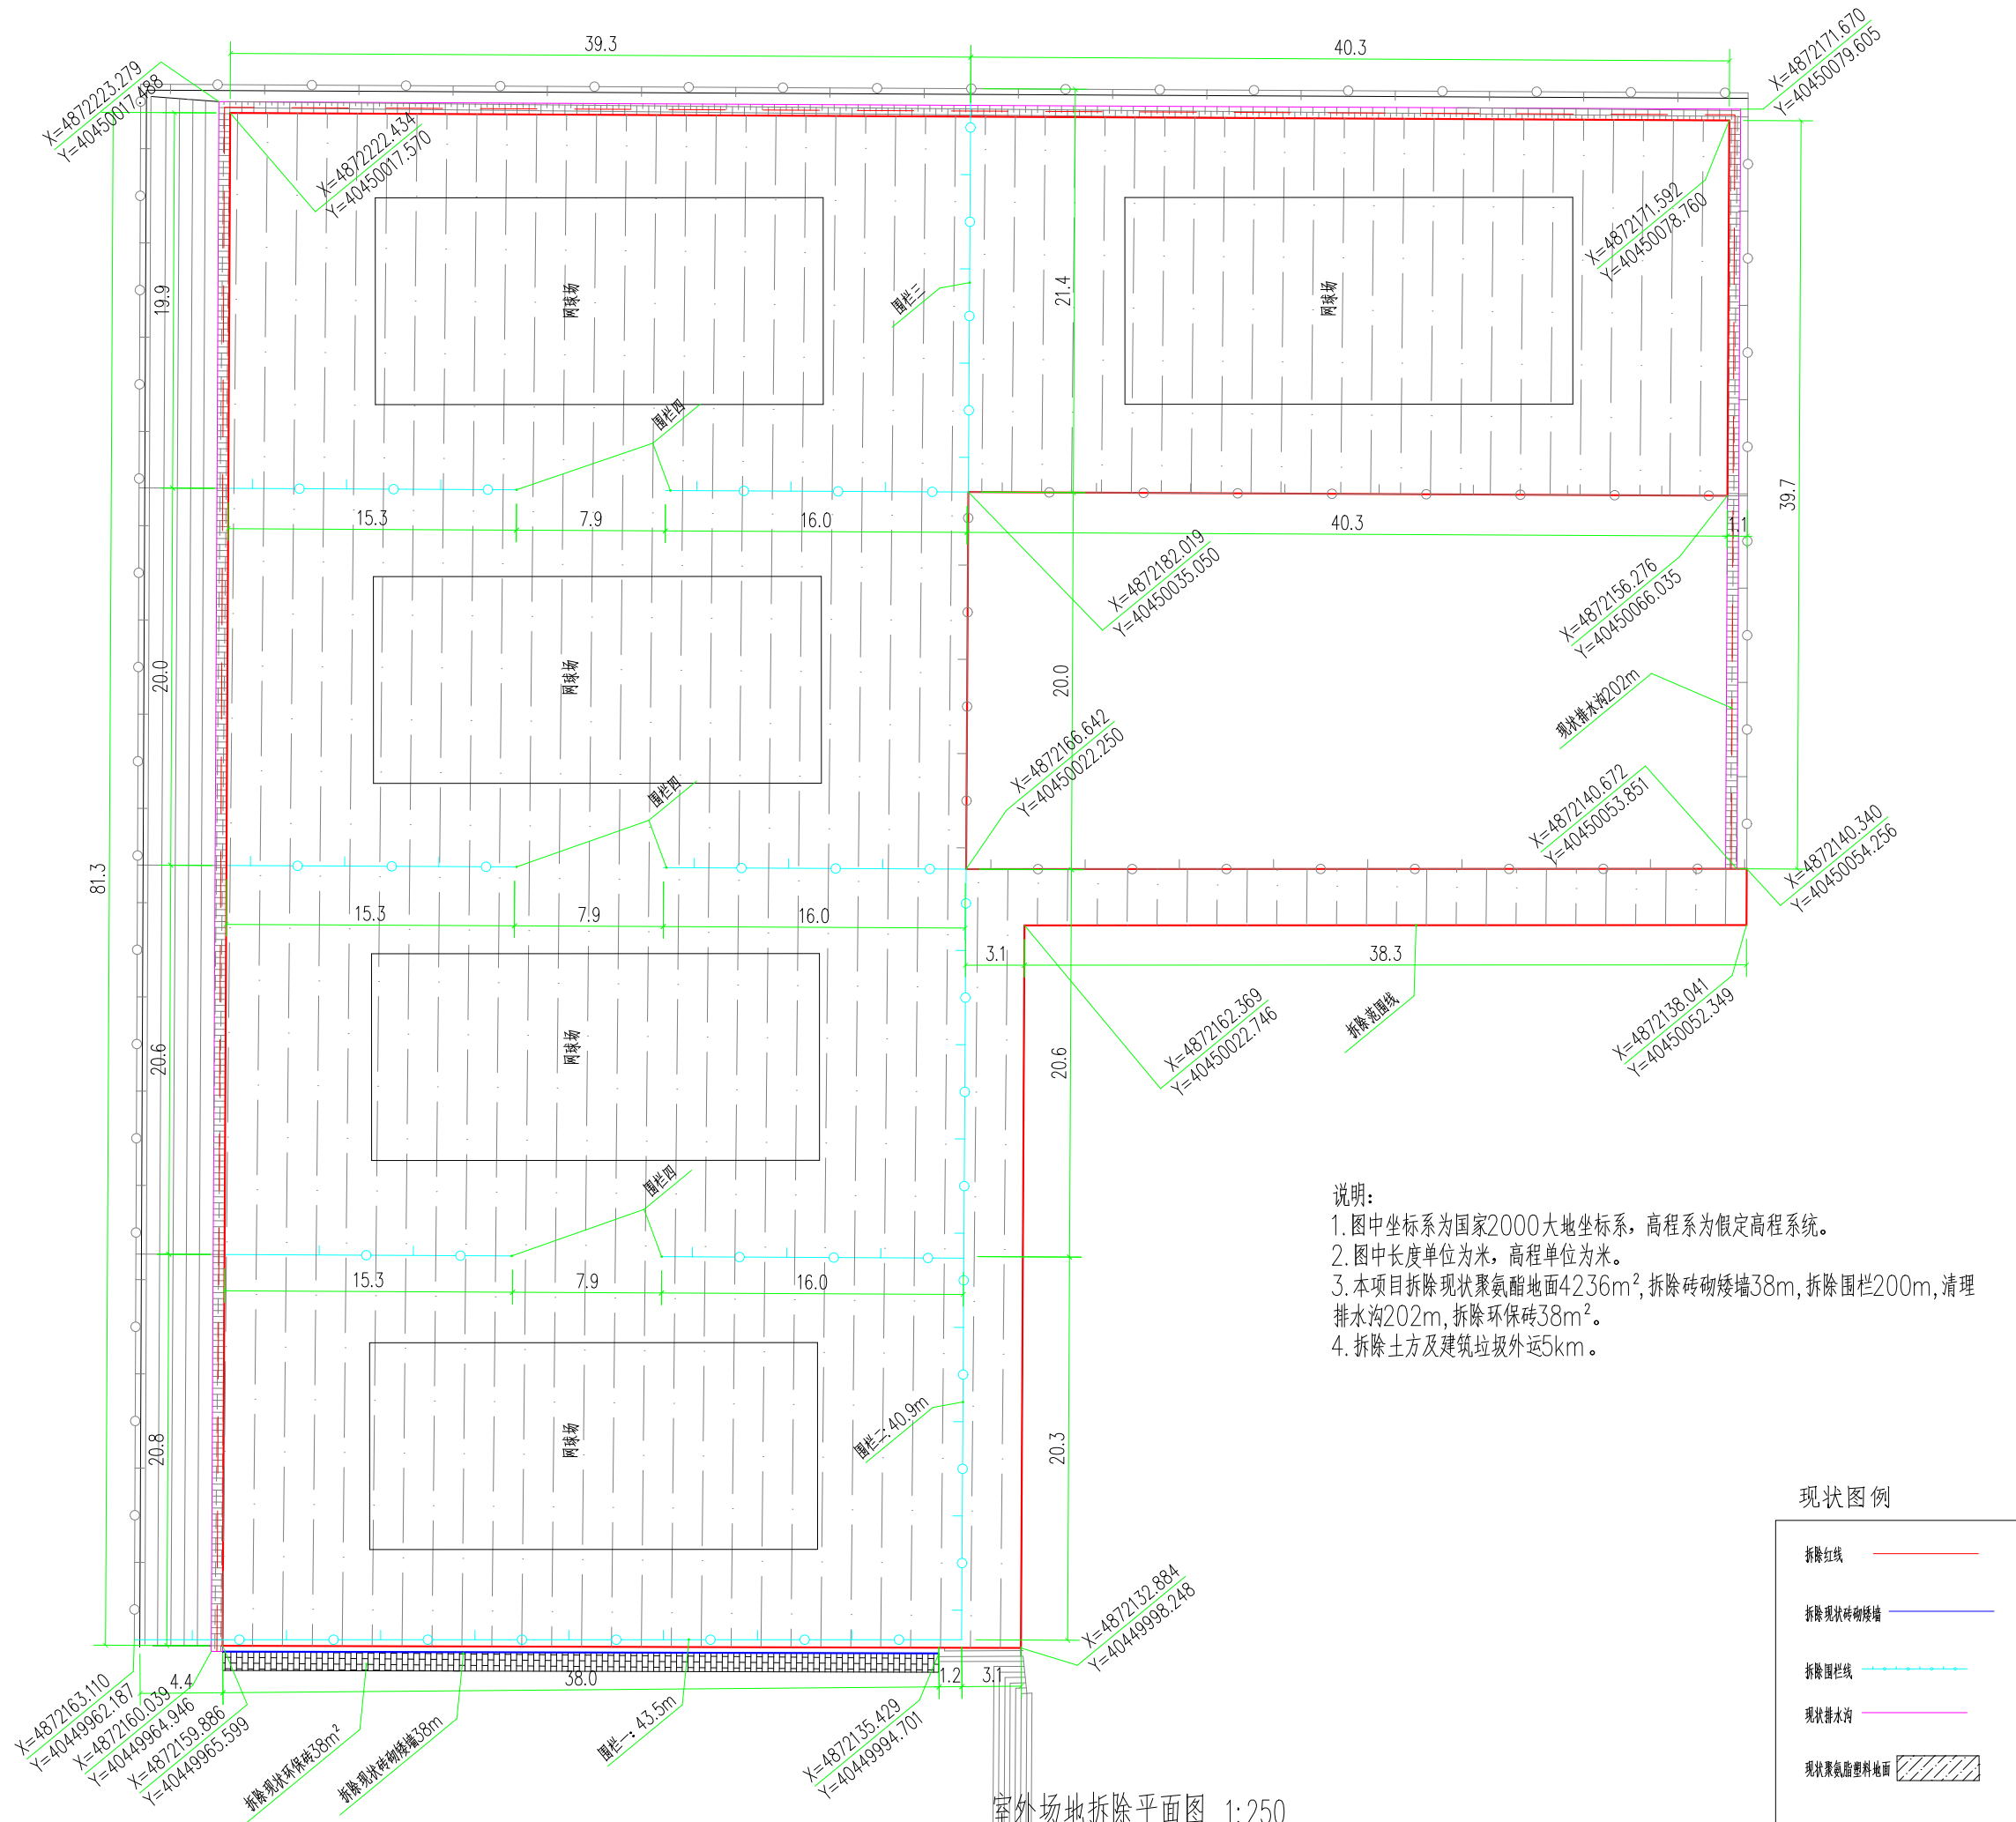 39.3
40.3
X=4872223.279
Y=40450017.488
X=4872171.670
Y=40450079.605
X=4872222.434
Y=40450017.570
X=4872171.592
Y=40450078.760
19.9
网球场
围栏三
21.4
网球场
围栏四
39.7
15.3
7.9
16.0
40.3
1.1
X=4872182.019
Y=40450035.050
X=4872156.276
Y=40450066.035
20.0
网球场
20.0
现状排水沟202m
X=4872166.642
Y=40450022.250
围栏四
X=4872140.672
Y=40450053.851
X=4872140.340
Y=40450054.256
81.3
15.3
7.9
16.0
3.1
38.3
X=4872162.369
Y=40450022.746
拆除范围线
X=4872138.041
Y=40450052.349
20.6
网球场
20.6
围栏四
说明:
1.图中坐标系为国家2000大地坐标系，高程系为假定高程系统。
2.图中长度单位为米，高程单位为米。
3.本项目拆除现状聚氨酯地面4236m²,拆除砖砌矮墙38m,拆除围栏200m,清理
排水沟202m,拆除环保砖38m²。
4.拆除土方及建筑垃圾外运5km。
15.3
7.9
16.0
20.8
网球场
围栏二:40.9m
20.3
X=4872132.884
Y=40449998.248
4.4
38.0
1.2
3.1
X=4872163.110
Y=40449962.187
X=4872160.039
Y=40449964.946
X=4872159.886
Y=40449965.599
拆除现状环保砖38m²
拆除现状砖砌矮墙38m
围栏一: 43.5m
X=4872135.429
Y=40449994.701
室外场地拆除平面图 1:250
现状图例
拆除红线
拆除现状砖砌矮墙
拆除围栏线
现状排水沟
现状聚氨脂塑料地面